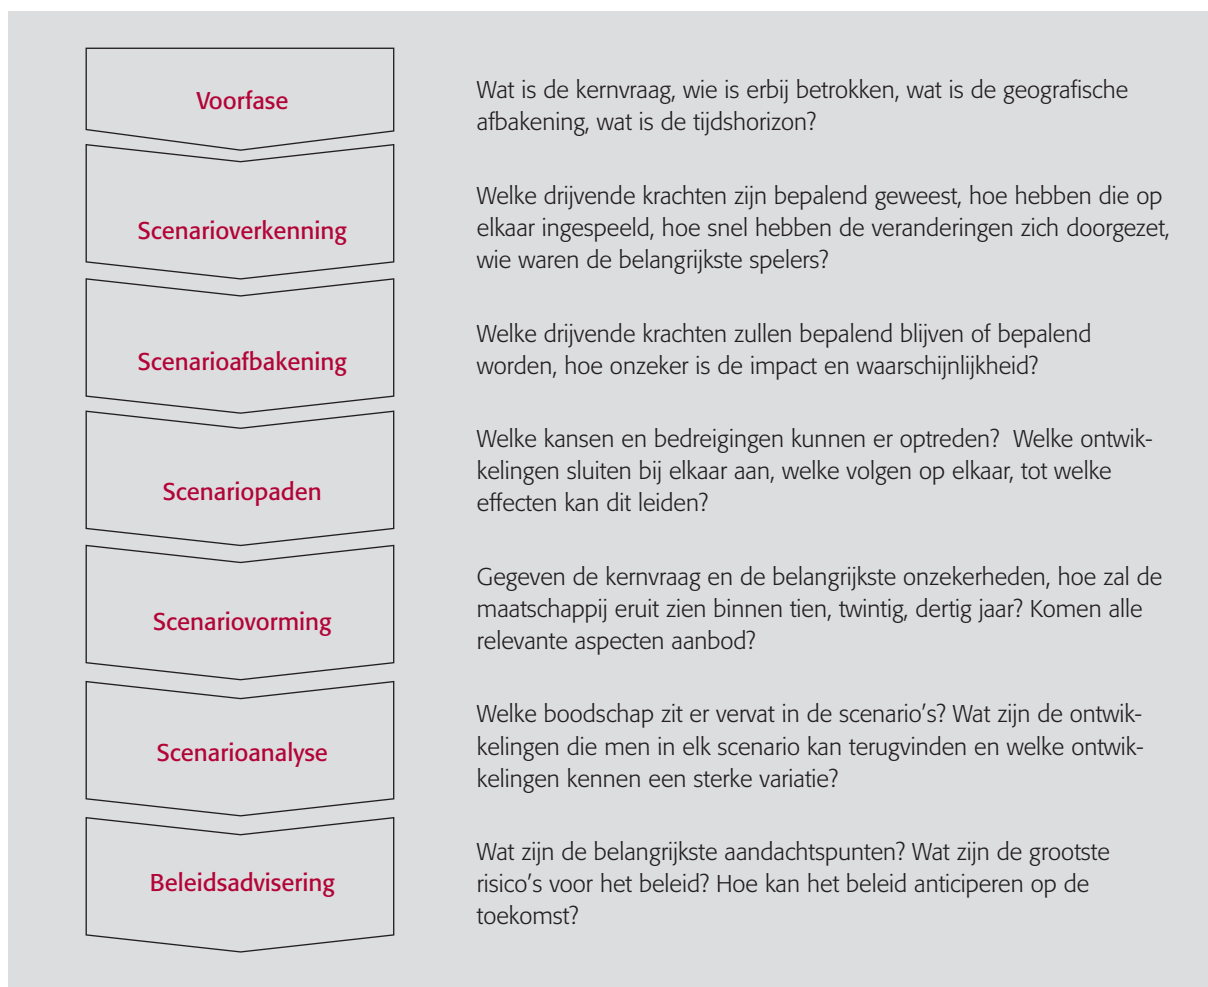 Voorfase
Wat is de kernvraag, wie is erbij betrokken, wat is de geografische
afbakening, wat is de tijdshorizon?
Scenarioverkenning
Welke drijvende krachten zijn bepalend geweest, hoe hebben die op
elkaar ingespeeld, hoe snel hebben de veranderingen zich doorgezet,
wie waren de belangrijkste spelers?
Scenarioafbakening
Welke drijvende krachten zullen bepalend blijven of bepalend
worden, hoe onzeker is de impact en waarschijnlijkheid?
Scenariopaden
Welke kansen en bedreigingen kunnen er optreden?  Welke ontwik-
kelingen sluiten bij elkaar aan, welke volgen op elkaar, tot welke
effecten kan dit leiden?
Scenariovorming
Gegeven de kernvraag en de belangrijkste onzekerheden, hoe zal de
maatschappij eruit zien binnen tien, twintig, dertig jaar? Komen alle
relevante aspecten aanbod?
Scenarioanalyse
Welke boodschap zit er vervat in de scenario's? Wat zijn de ontwik-
kelingen die men in elk scenario kan terugvinden en welke ontwik-
kelingen kennen een sterke variatie?
Beleidsadvisering
Wat zijn de belangrijkste aandachtspunten? Wat zijn de grootste
risico's voor het beleid? Hoe kan het beleid anticiperen op de
toekomst?